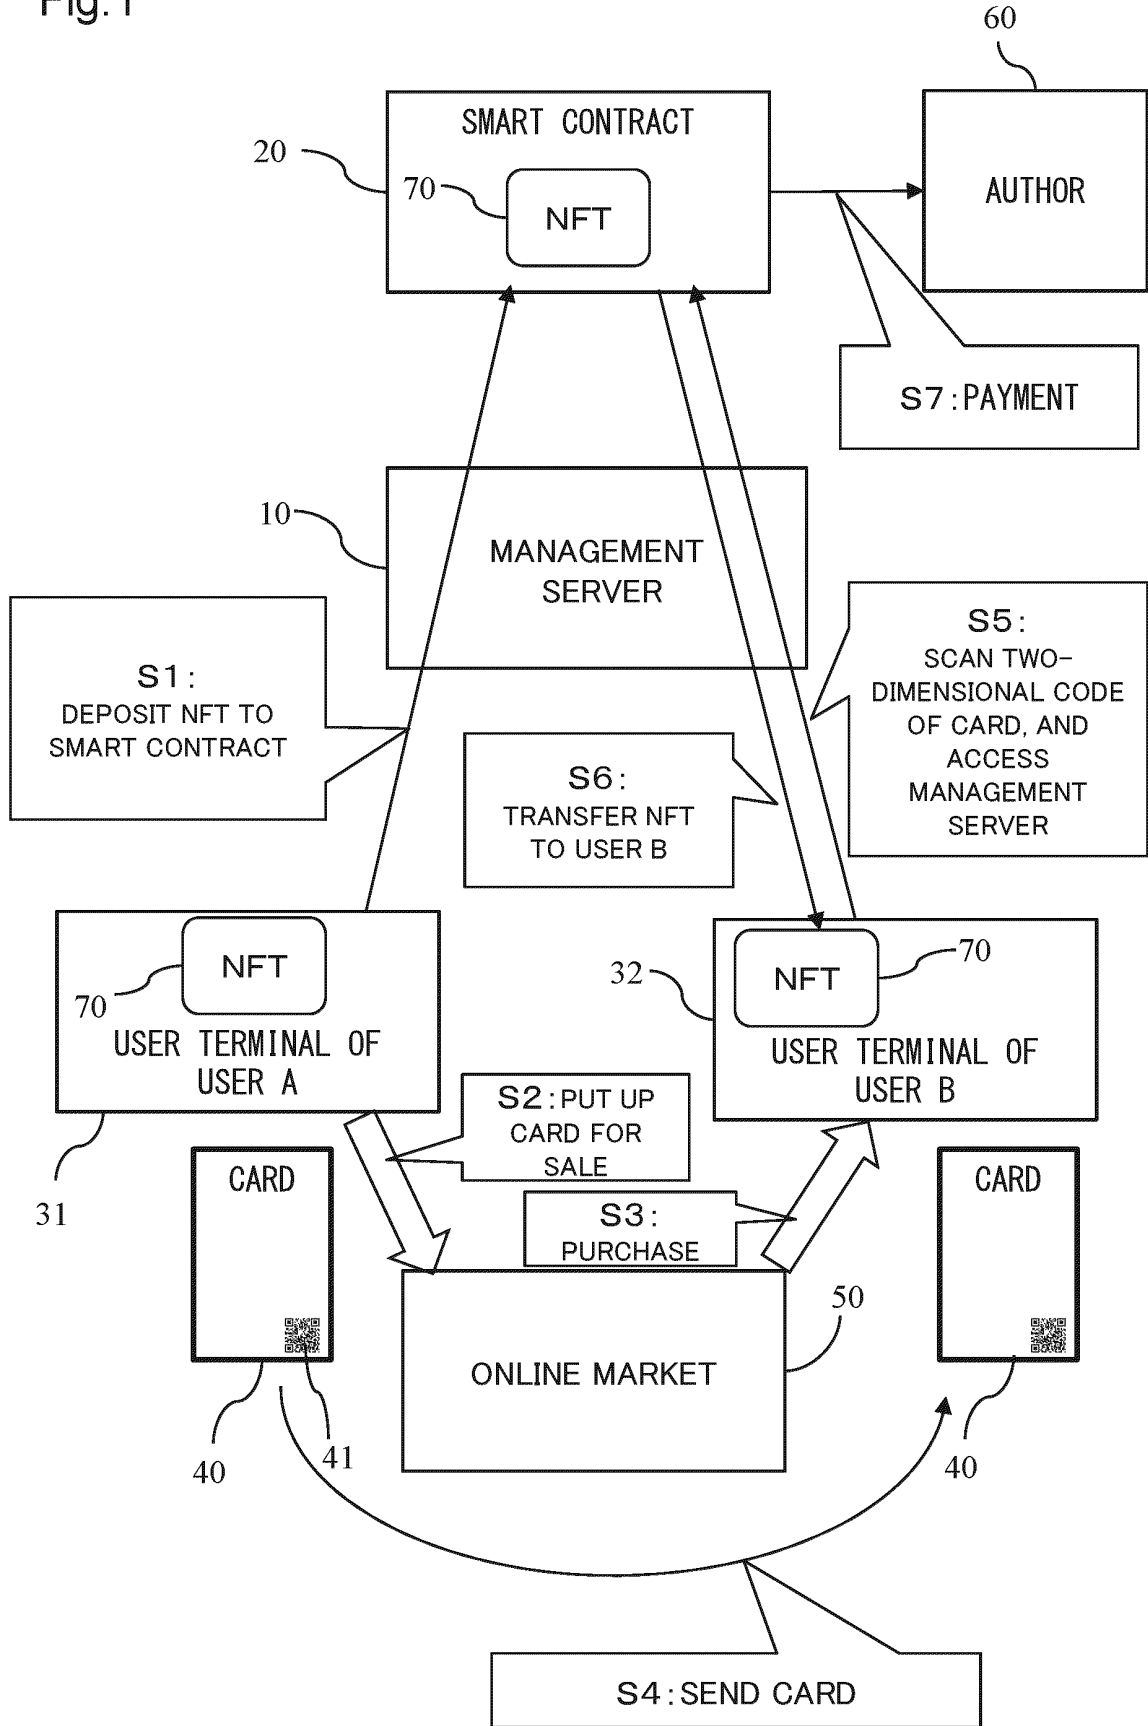 Fig.1
60
SMART CONTRACT
20
70
NFT
AUTHOR
S7:PAYMENT
10
MANAGEMENT
SERVER
S1:
DEPOSIT NFT TO
SMART CONTRACT
S5:
SCAN TWO-
DIMENSIONAL CODE
OF CARD, AND
ACCESS
MANAGEMENT
SERVER
S6:
TRANSFER NFT
TO USER B
NFT
70
USER TERMINAL OF
USER A
31
32
NFT
70
USER TERMINAL OF
USER B
S2:PUT UP
CARD FOR
SALE
S3:
PURCHASE
CARD
CARD
50
ONLINE MARKET
40
41
40
S4:SEND CARD